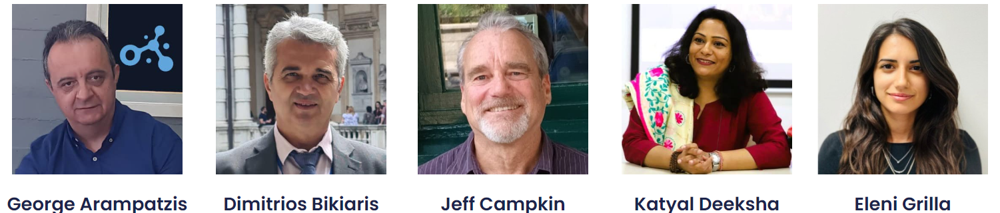 George Arampatzis
Dimitrios Bikiaris
Jeff Campkin
Katyal Deeksha
Eleni Grilla